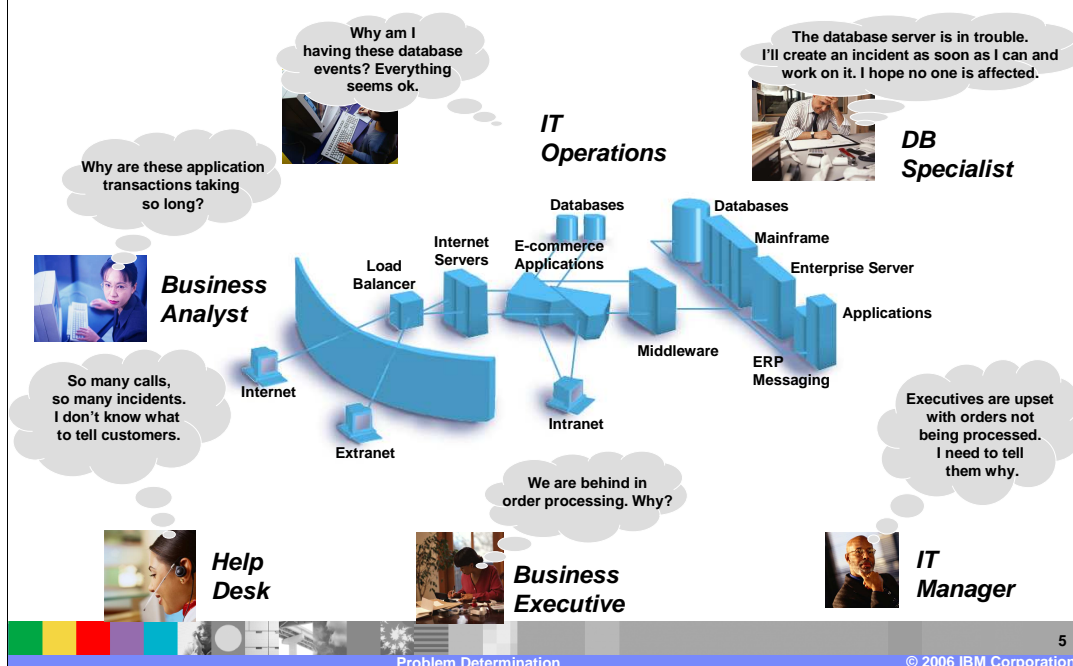 Why am I
having these database
events? Everything
seems ok.
The database server is in trouble.
I'll create an incident as soon as I can and
work on it. I hope no one is affected.
IT
Operations
DB
Specialist
Why are these application
transactions taking
so long?
Business
Analyst
Databases
Databases
Internet
Servers
E-commerce
Applications
Mainframe
Load
Balancer
Enterprise Server
Applications
Middleware
ERP
Messaging
Internet
Intranet
Extranet
So many calls,
so many incidents.
I don't know what
to tell customers.
Executives are upset
with orders not
being processed.
I need to tell
them why.
We are behind in
order processing. Why?
Help
Desk
Business
Executive
IT
Manager
5
Problem Determination
© 2006 IBM Corporation